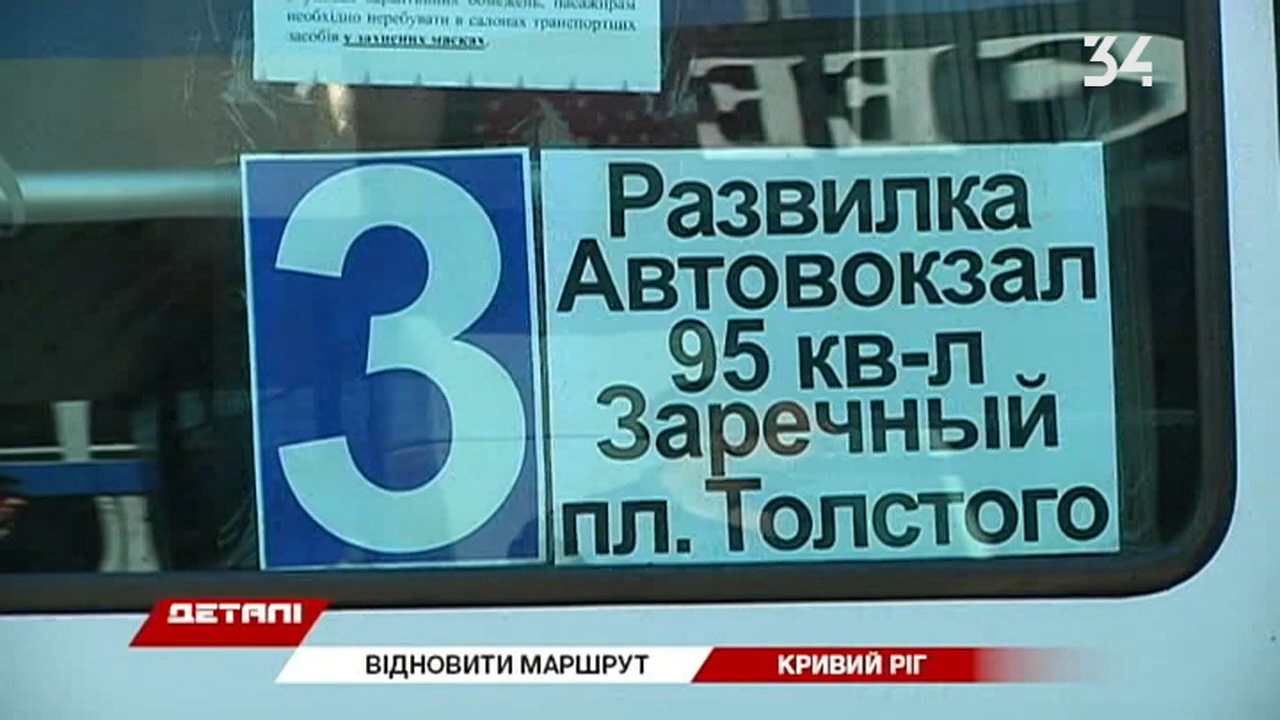 пасажирам
необхідно перебувати в салонах транспортних
засобів у захисних масках.
34
3
Развилка
Автовокзал
95 кв-л
Заречный
пл. Толстого
ДЕТАЛІ
ВІДНОВИТИ МАРШРУТ
КРИВИЙ РІГ